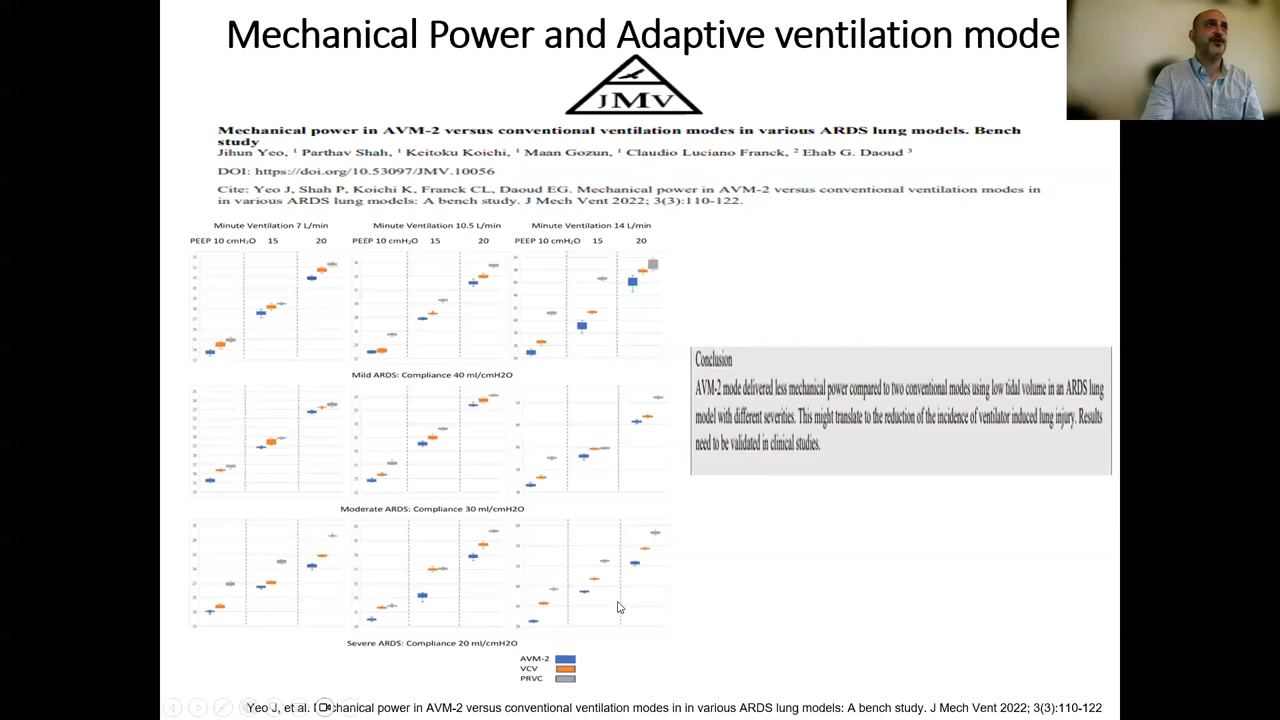 Mechanical Power and Adaptive ventilation mode
JMV
Mechanical power in AVM-2 versus conventional ventilation modes in various ARDS lung models. Bench
study
Jihun Yeo, 1 Parthav Shah, 1 Keitoku Koichi, 1 Maan Gozun, 1 Claudio Luciano Franck, 2 Ehab G. Daoud 3
DOI: https://doi.org/10.53097/JMV.10056
Cite: Yeo J, Shah P, Koichi K, Franck CL, Daoud EG. Mechanical power in AVM-2 versus conventional ventilation modes in
in various ARDS lung models: A bench study. J Mech Vent 2022; 3(3):110-122.
Minute Ventilation 7 L/min Minute Ventilation 10.5 L/min Minute Ventilation 14 L/min
PEEP 10 cmH2O 15 20 PEEP 10 cmH2O 15 20 PEEP 10 cmH2O 15 20
Mild ARDS: Compliance 40 ml/cmH2O
Moderate ARDS: Compliance 30 ml/cmH2O
Severe ARDS: Compliance 20 ml/cmH2O
AVM-2
VCV
PRVC
Conclusion
AVM-2 mode delivered less mechanical power compared to two conventional modes using low tidal volume in an ARDS lung
model with different severities. This might translate to the reduction of the incidence of ventilator induced lung injury. Results
need to be validated in clinical studies.
Yeo J, et al. chanical power in AVM-2 versus conventional ventilation modes in in various ARDS lung models: A bench study. J Mech Vent 2022; 3(3):110-122